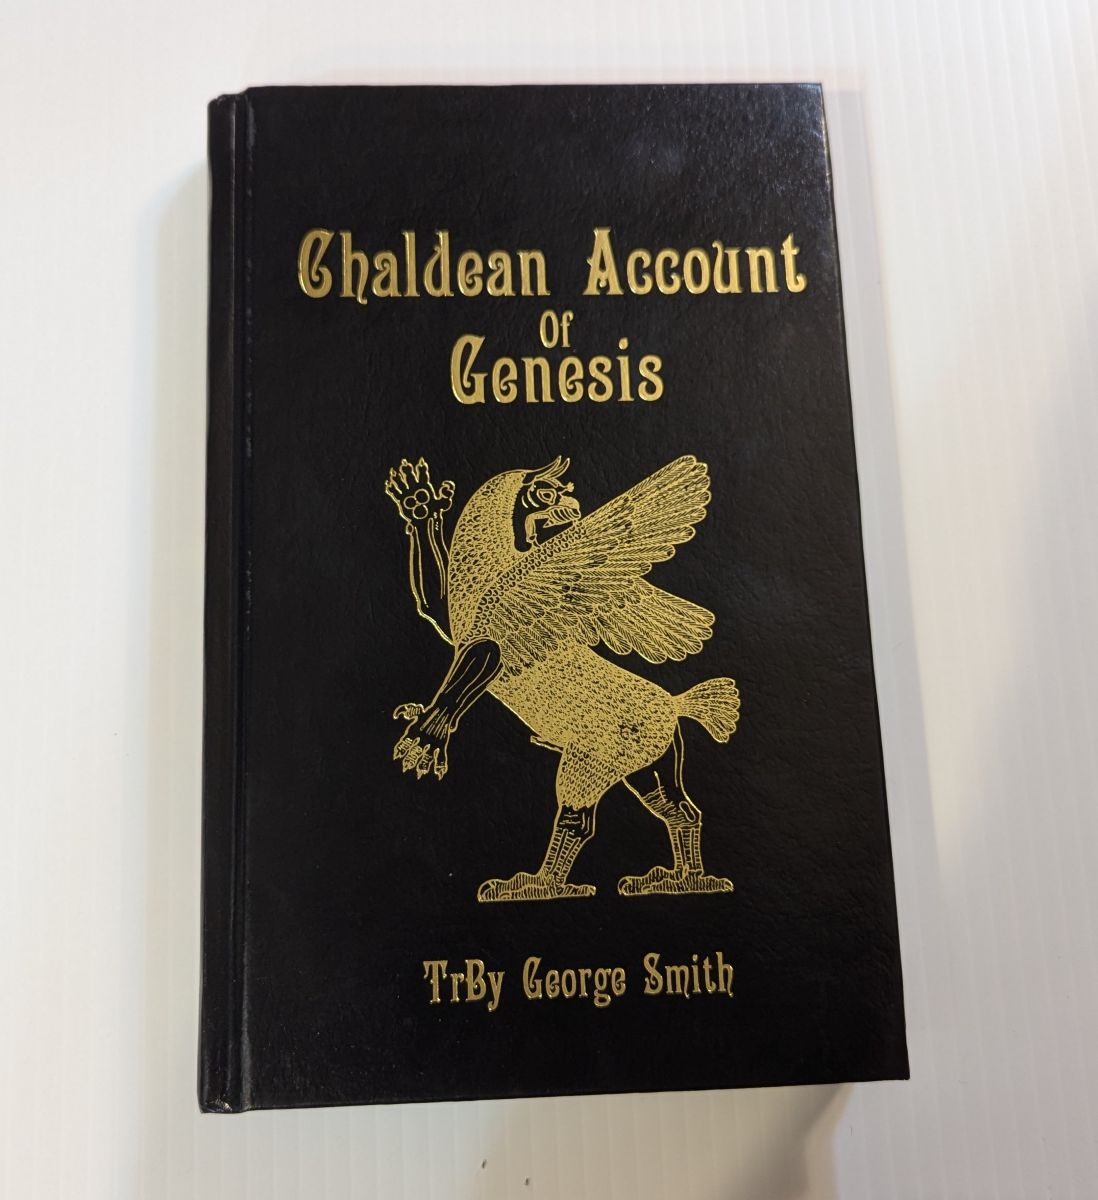 Chaldean Account
Of
Genesis
TrBy George Smith